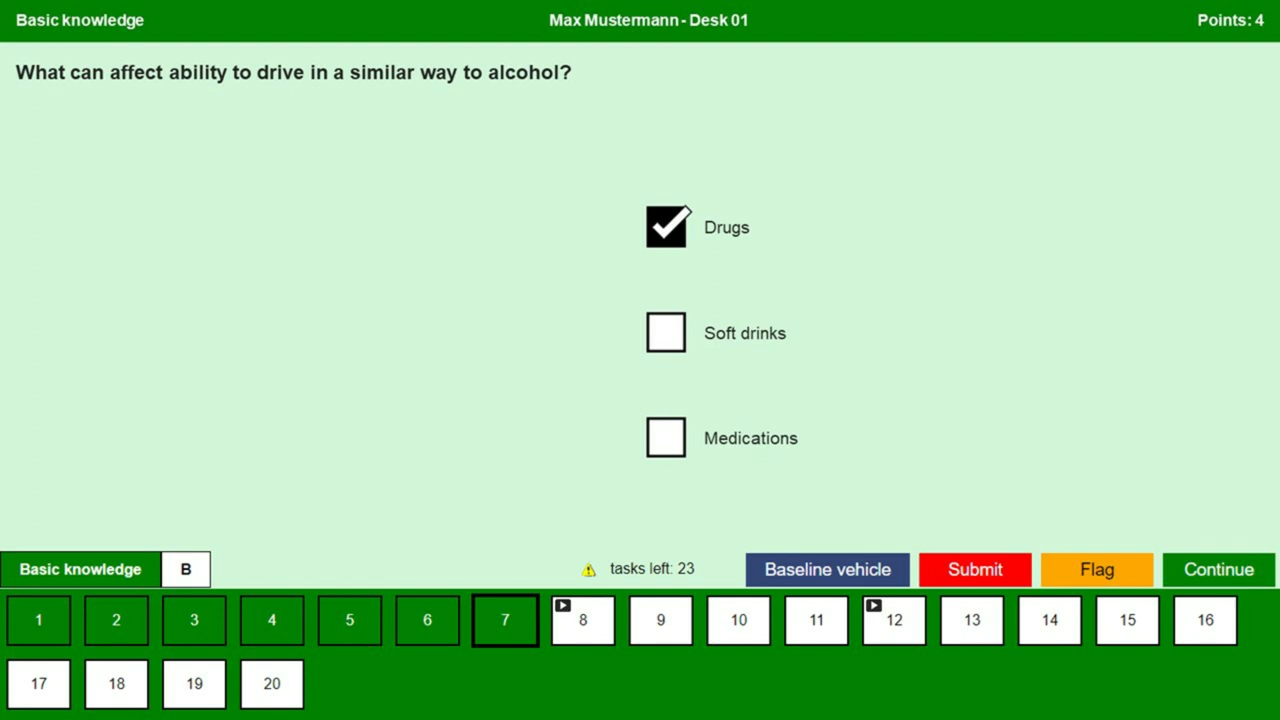 Basic knowledge Max Mustermann - Desk 01 Points: 4
What can affect ability to drive in a similar way to alcohol?
Drugs
Soft drinks
Medications
Basic knowledge B tasks left: 23 Baseline vehicle Submit Flag Continue
1 2 3 4 5 6 7 8 9 10 11 12 13 14 15 16
17 18 19 20